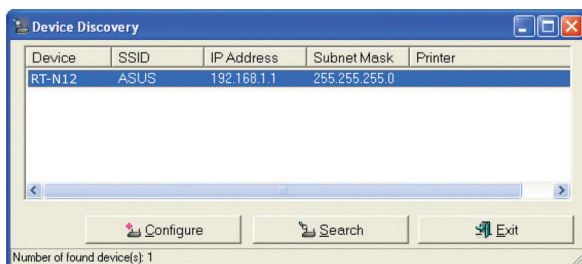 Device Discovery
Device SSID IP Address Subnet Mask Printer
RT-N12 ASUS 192.168.1.1 255.255.255.0
Configure Search Exit
Number of found device(s): 1